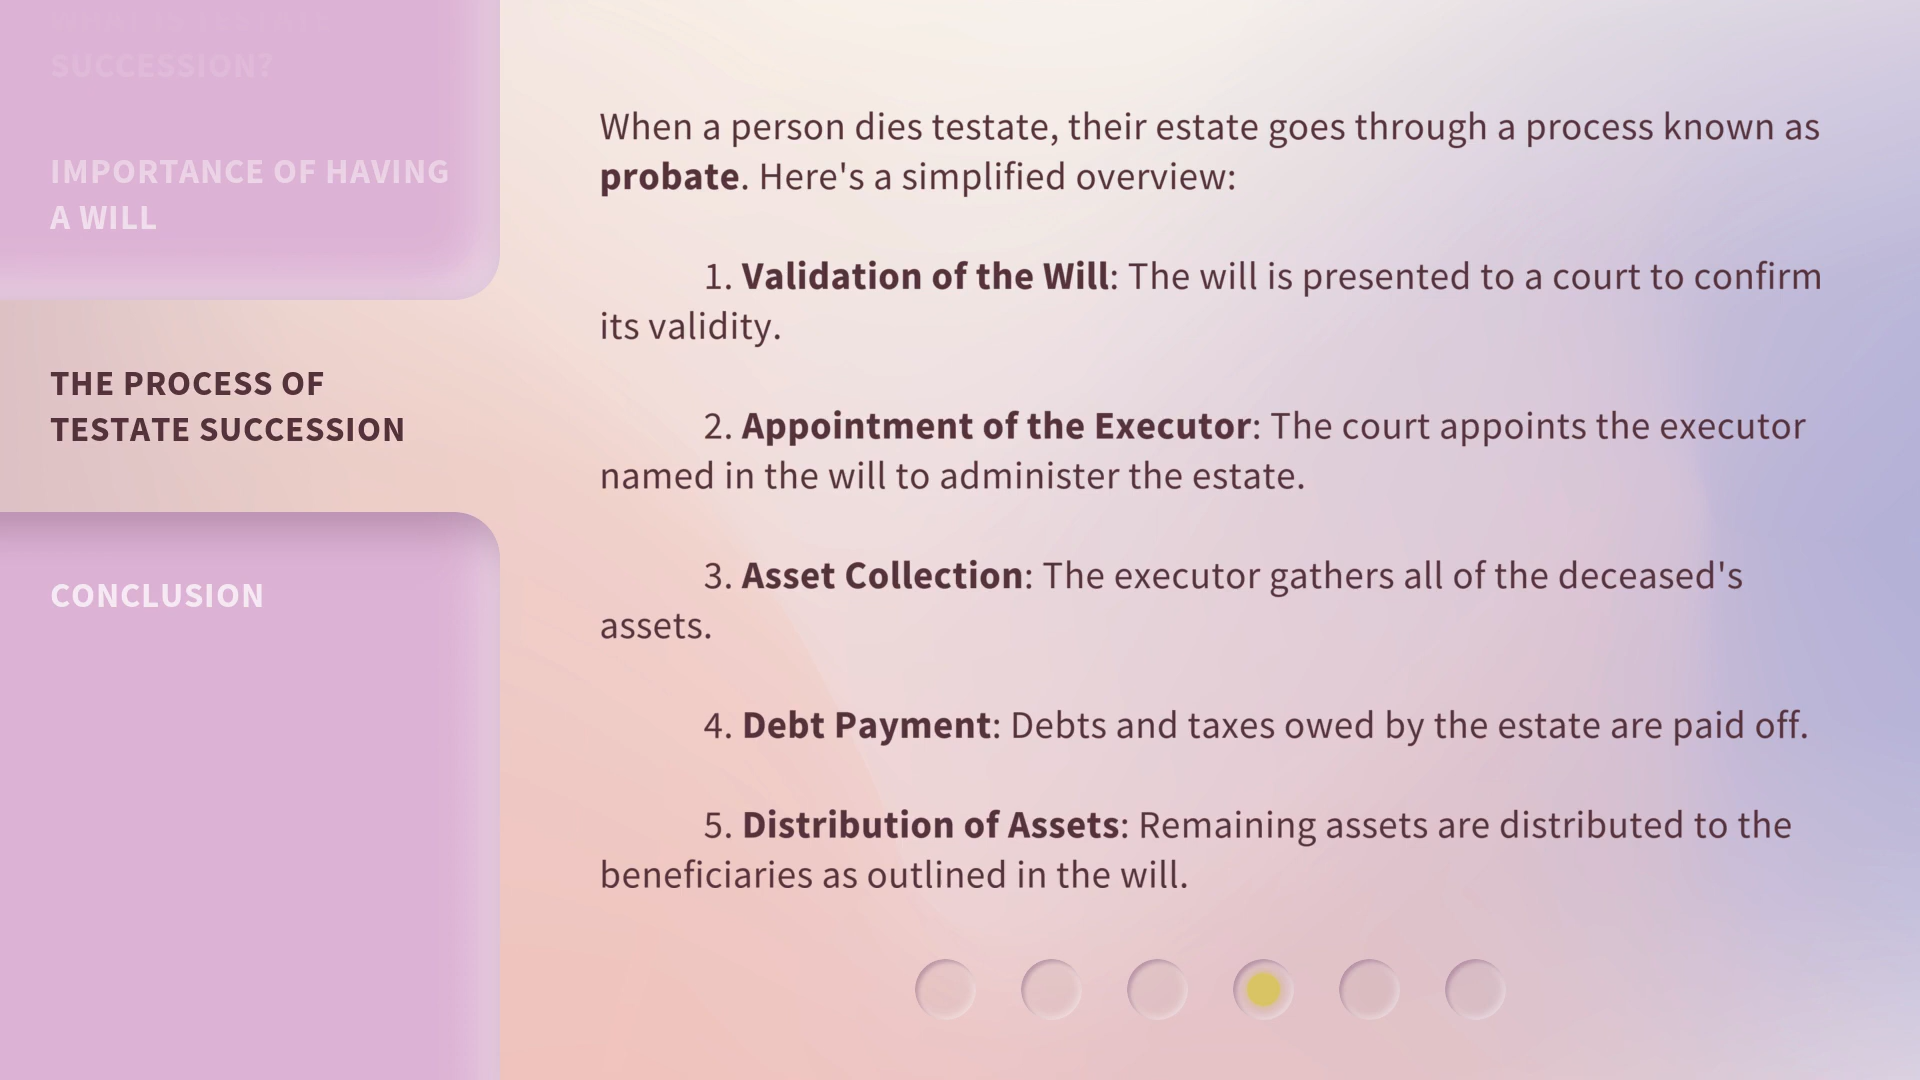 SUCCESSION?
IMPORTANCE OF HAVING
A WILL
THE PROCESS OF
TESTATE SUCCESSION
CONCLUSION
When a person dies testate, their estate goes through a process known as
probate. Here's a simplified overview:
1. Validation of the Will: The will is presented to a court to confirm
its validity.
2. Appointment of the Executor: The court appoints the executor
named in the will to administer the estate.
3. Asset Collection: The executor gathers all of the deceased's
assets.
4. Debt Payment: Debts and taxes owed by the estate are paid off.
5. Distribution of Assets: Remaining assets are distributed to the
beneficiaries as outlined in the will.